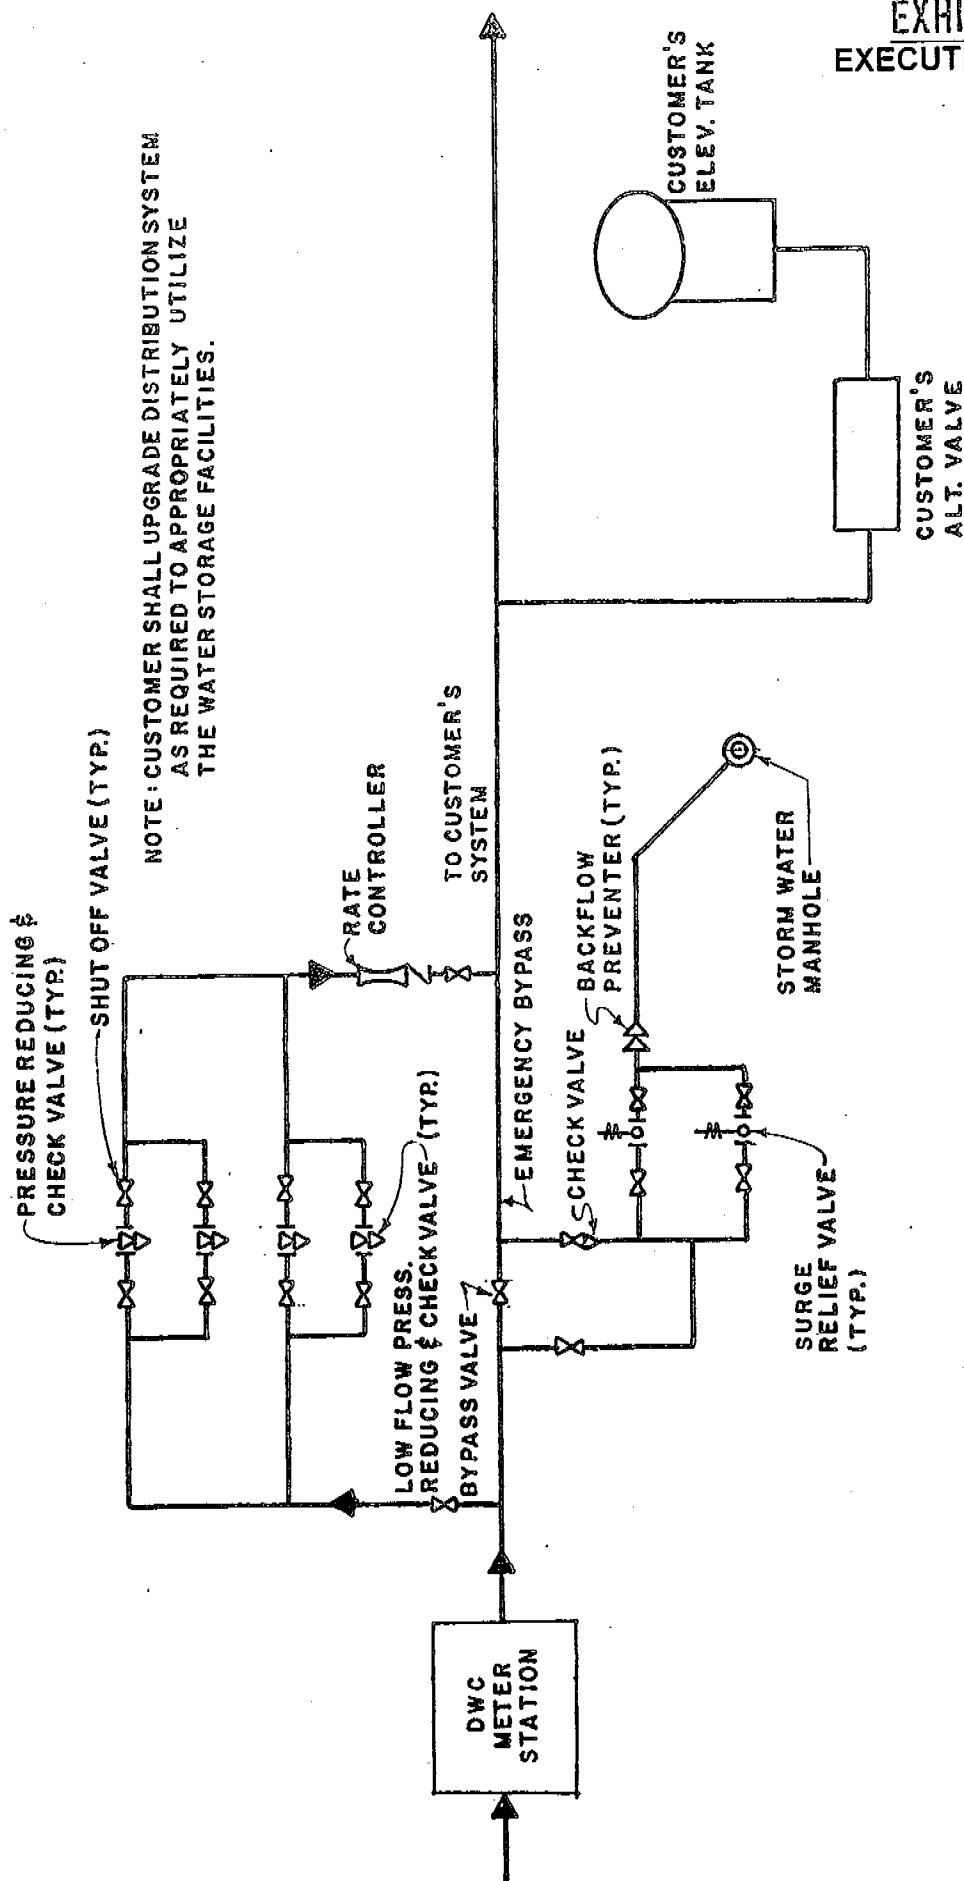 EXHI
EXECUT
NOTE: CUSTOMER SHALL UPGRADE DISTRIBUTION SYSTEM
AS REQUIRED TO APPROPRIATELY UTILIZE
THE WATER STORAGE FACILITIES.
PRESSURE REDUCING &
CHECK VALVE (TYP.)
SHUT OFF VALVE (TYP.)
RATE
CONTROLLER
LOW FLOW PRESS.
REDUCING & CHECK VALVE (TYP.)
BYPASS VALVE
TO CUSTOMER'S
SYSTEM
EMERGENCY BYPASS
DWC
METER
STATION
CHECK VALVE
BACKFLOW
PREVENTER (TYP.)
SURGE
RELIEF VALVE
(TYP.)
STORM WATER
MANHOLE
CUSTOMER'S
ELEV. TANK
CUSTOMER'S
ALT. VALVE